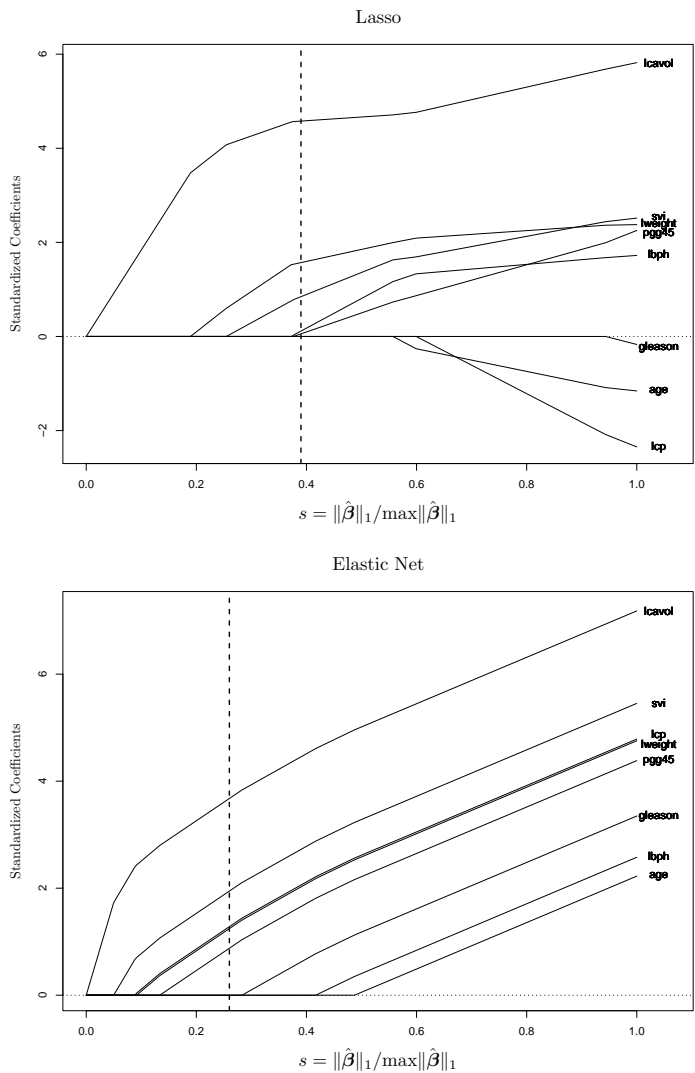 Lasso
Standardized Coefficients
6
4
2
0
−2
lcavol
svi
lweight
pgg45
lbph
gleason
age
lcp
0.0 0.2 0.4 0.6 0.8 1.0
s = ‖β̂‖₁/max‖β̂‖₁
Elastic Net
Standardized Coefficients
6
4
2
0
lcavol
svi
lcp
lweight
pgg45
gleason
lbph
age
0.0 0.2 0.4 0.6 0.8 1.0
s = ‖β̂‖₁/max‖β̂‖₁